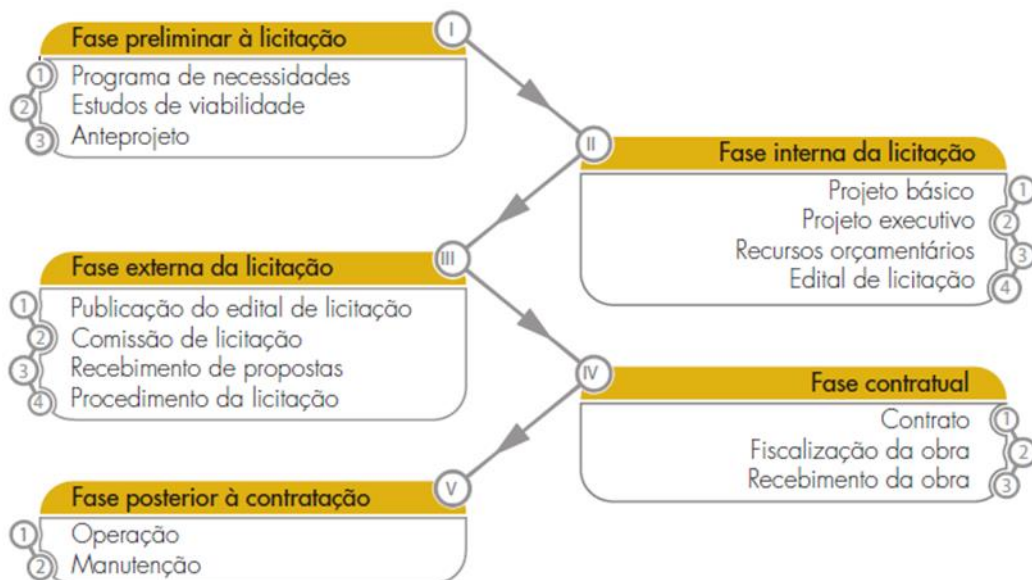 Fase preliminar à licitação
I
1 Programa de necessidades
2 Estudos de viabilidade
3 Anteprojeto
II
Fase interna da licitação
Projeto básico 1
Projeto executivo 2
Recursos orçamentários 3
Edital de licitação 4
Fase externa da licitação
III
1 Publicação do edital de licitação
2 Comissão de licitação
3 Recebimento de propostas
4 Procedimento da licitação
IV
Fase contratual
Contrato 1
Fiscalização da obra 2
Recebimento da obra 3
Fase posterior à contratação
V
1 Operação
2 Manutenção